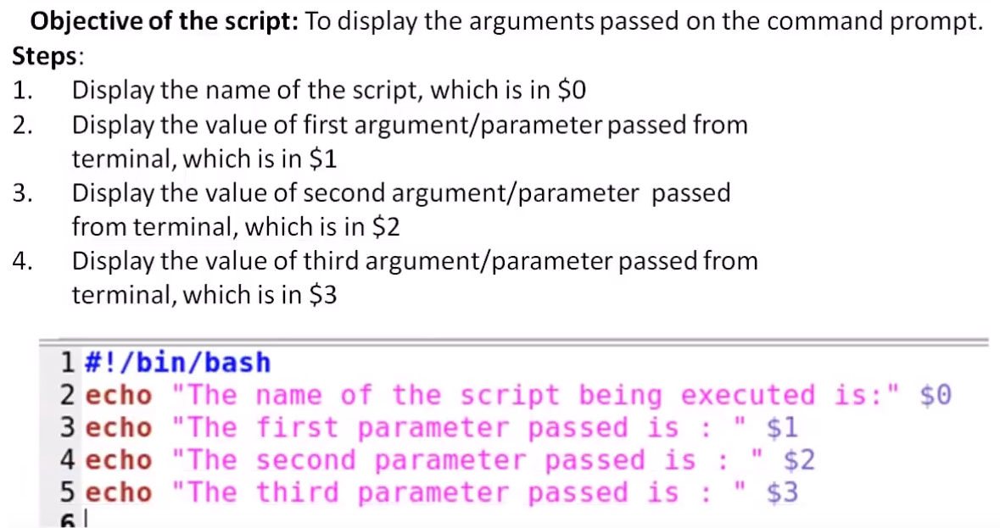 Objective of the script: To display the arguments passed on the command prompt.
Steps:
1. Display the name of the script, which is in $0
2. Display the value of first argument/parameter passed from
terminal, which is in $1
3. Display the value of second argument/parameter passed
from terminal, which is in $2
4. Display the value of third argument/parameter passed from
terminal, which is in $3
1 #!/bin/bash
2 echo "The name of the script being executed is:" $0
3 echo "The first parameter passed is : " $1
4 echo "The second parameter passed is : " $2
5 echo "The third parameter passed is : " $3
6